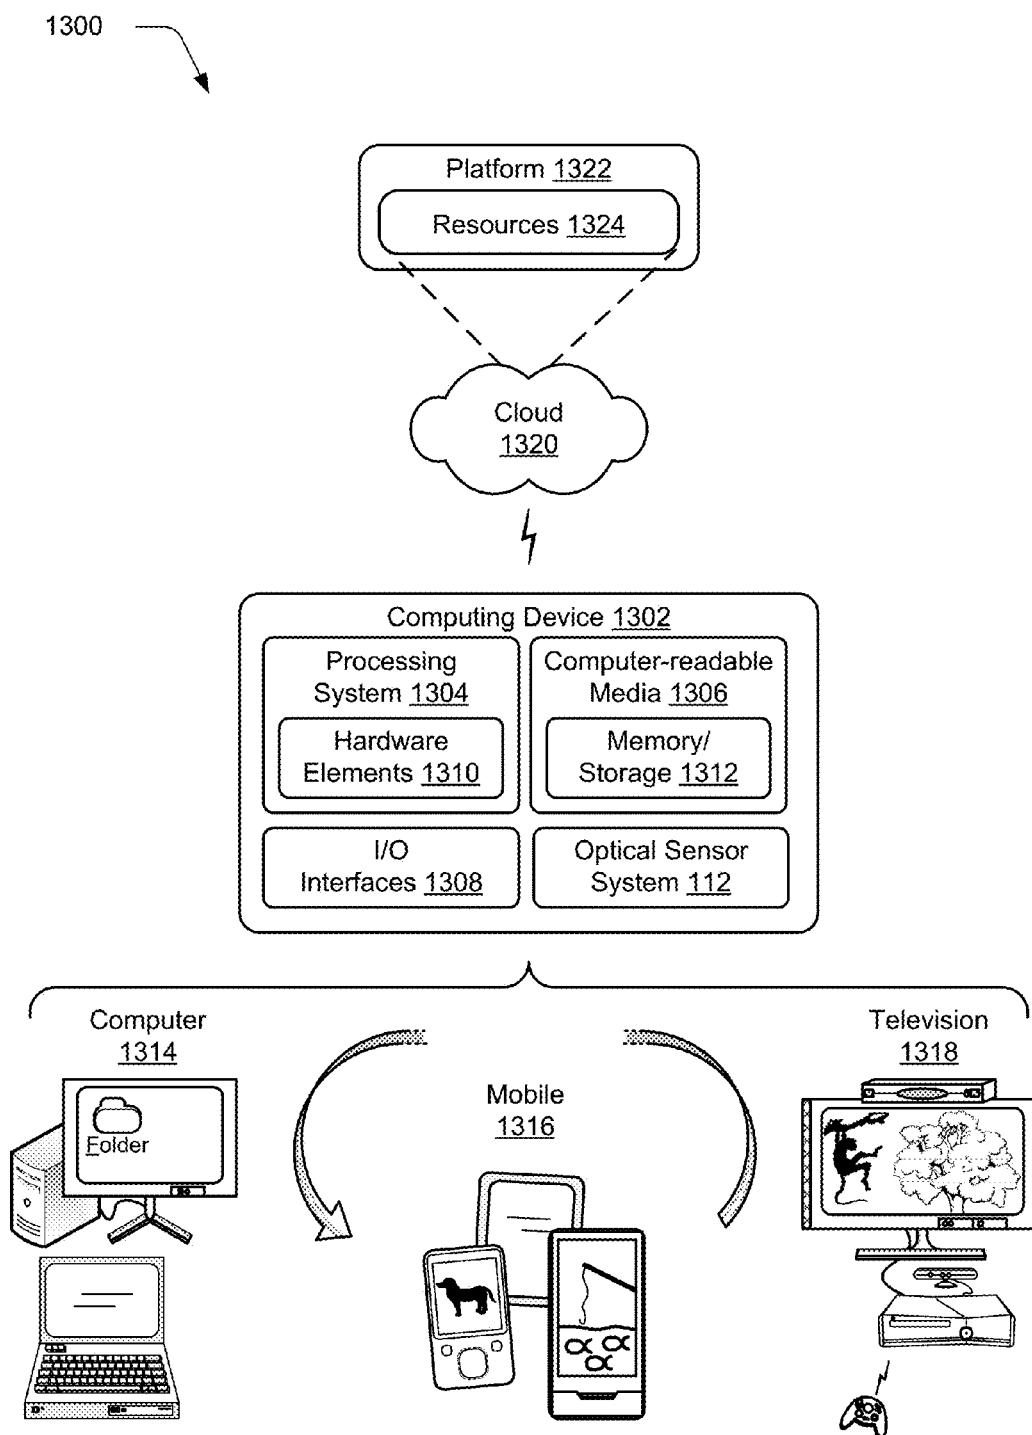 1300
Platform 1322
Resources 1324
Cloud
1320
Computing Device 1302
Processing
System 1304
Hardware
Elements 1310
Computer-readable
Media 1306
Memory/
Storage 1312
I/O
Interfaces 1308
Optical Sensor
System 112
Computer
1314
Folder
Mobile
1316
Television
1318